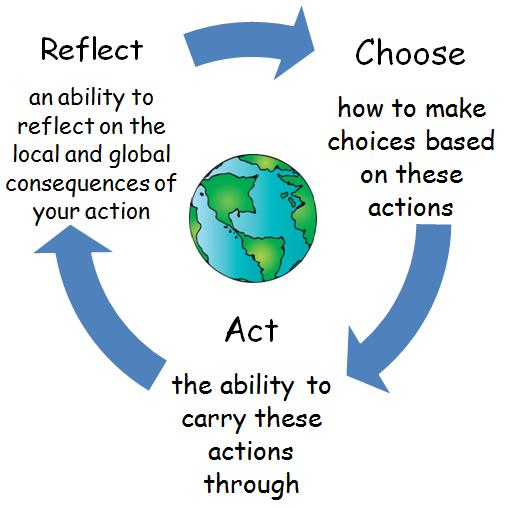 Reflect
an ability to
reflect on the
local and global
consequences of
your action
Choose
how to make
choices based
on these
actions
Act
the ability to
carry these
actions
through